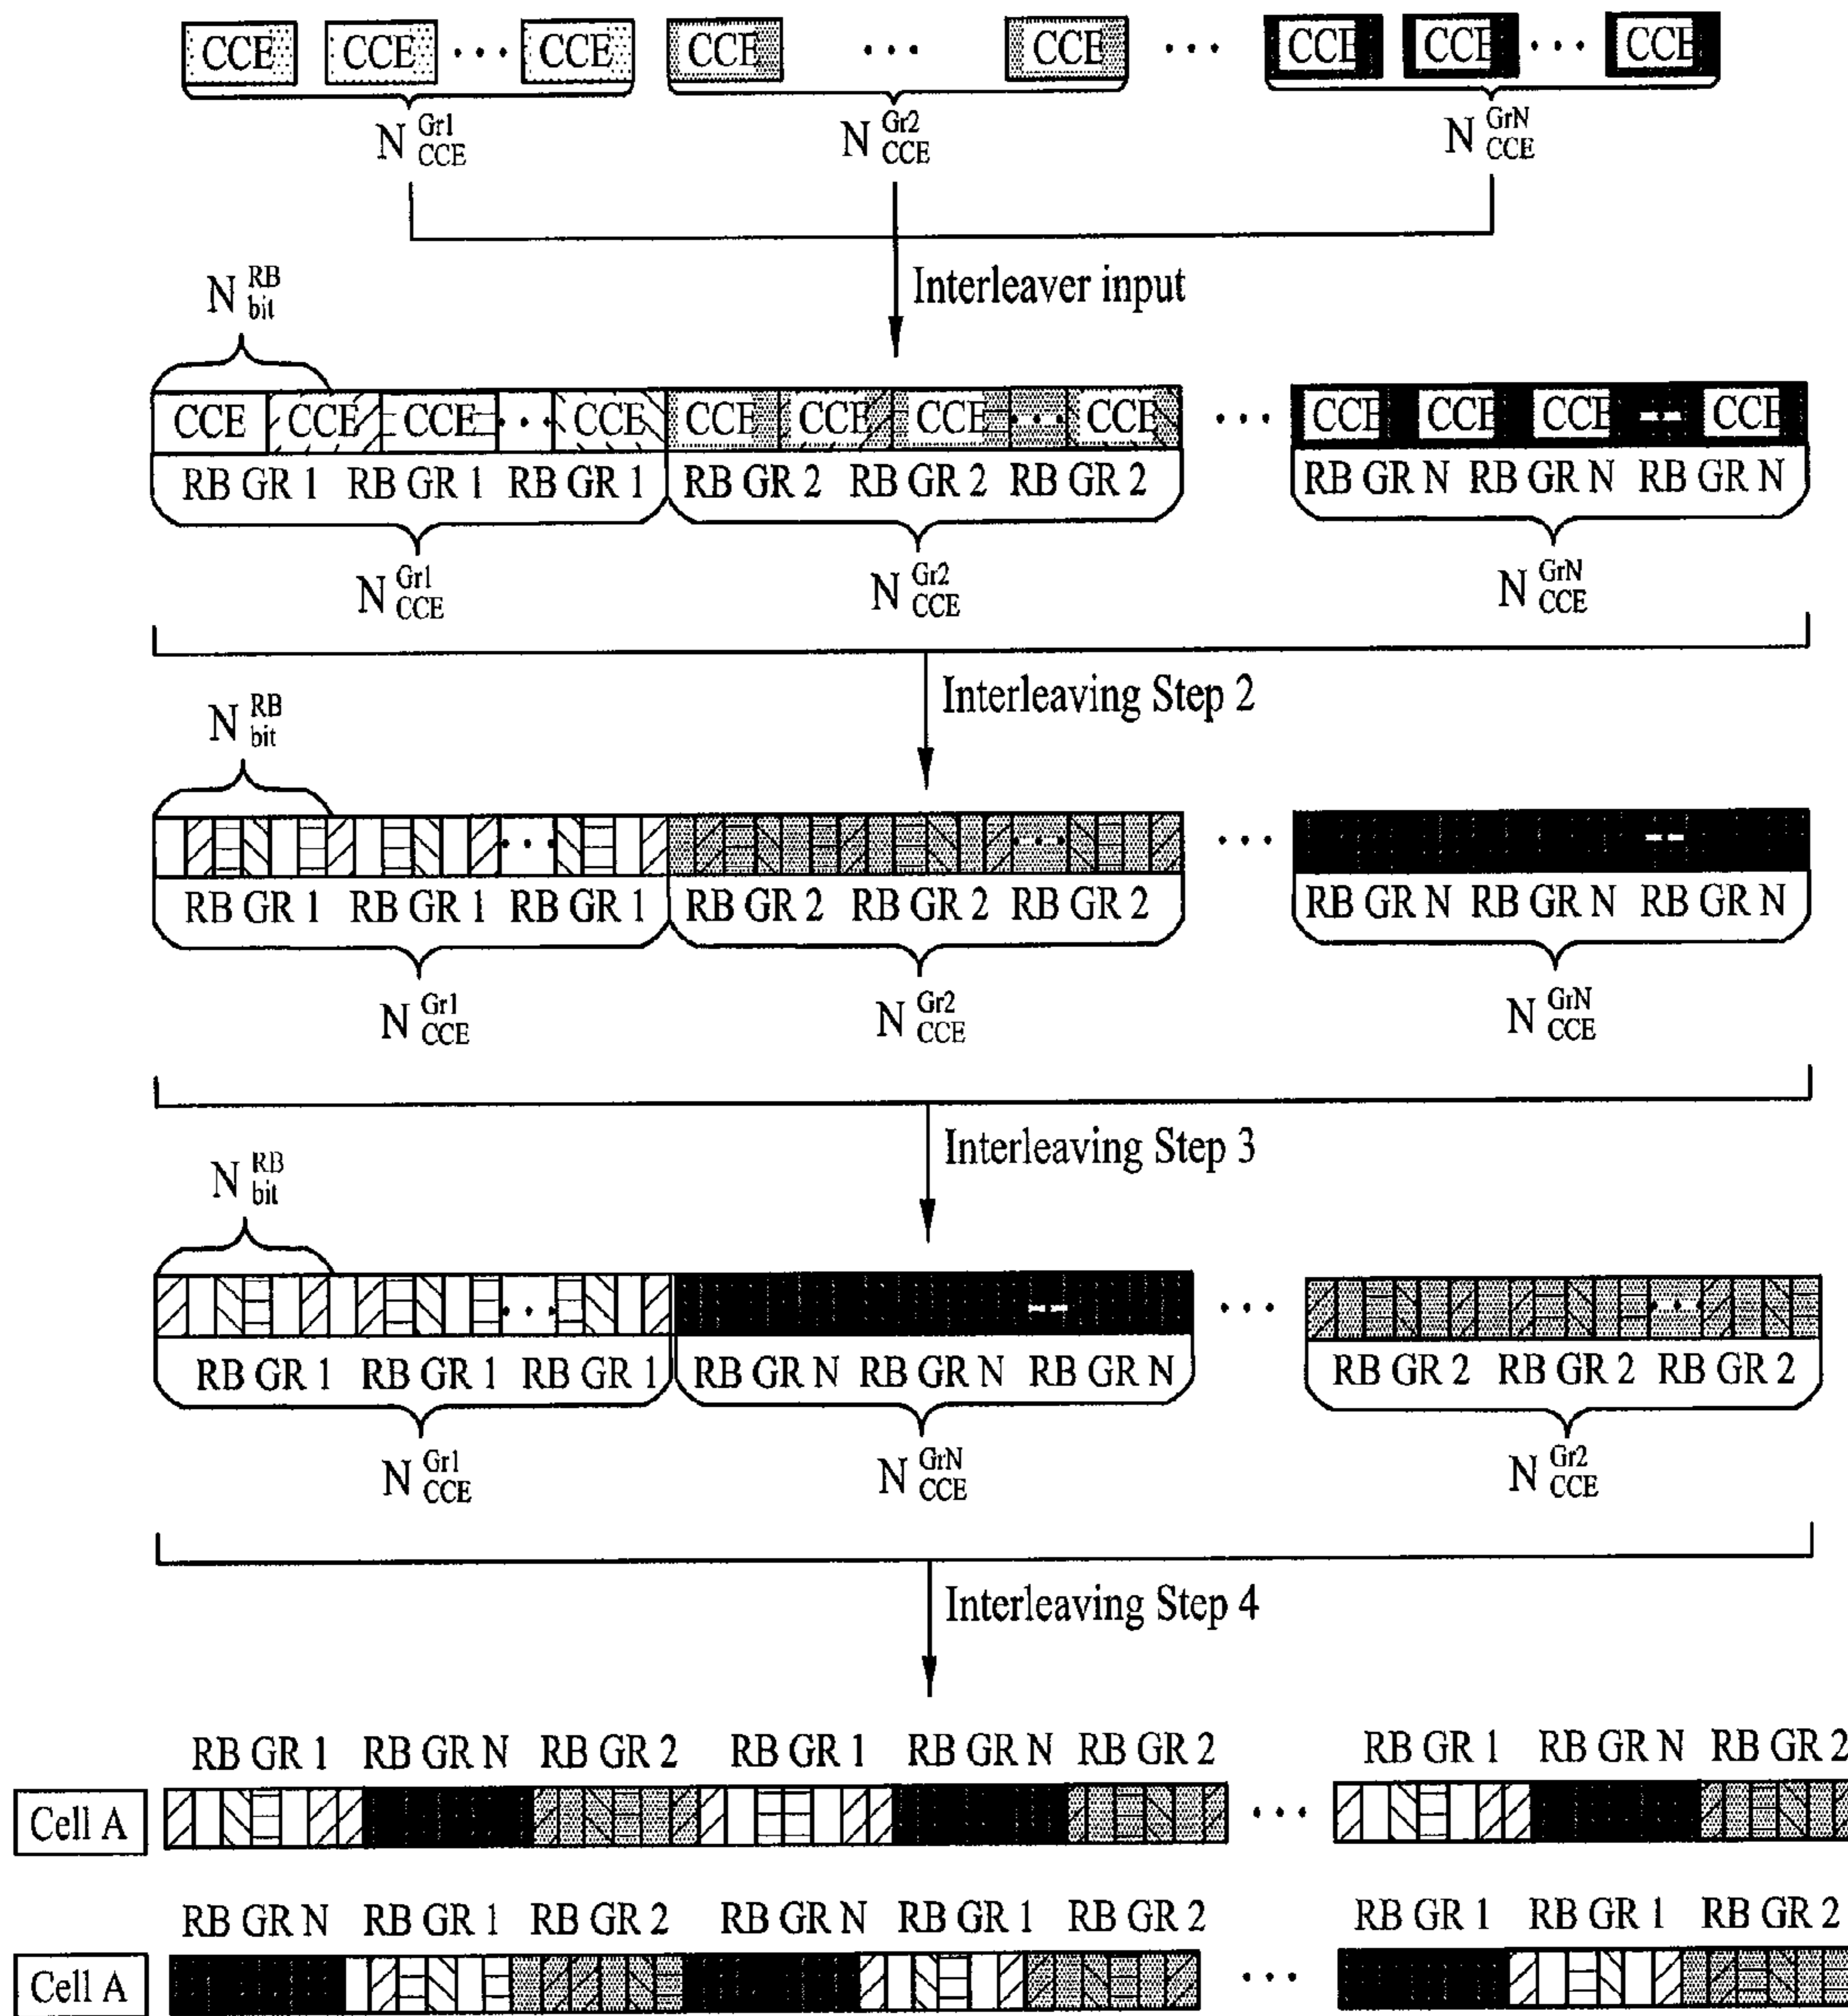 CCE CCE ··· CCE CCE ··· CCE ··· CCE CCE ··· CCE
N Gr1 CCE N Gr2 CCE N GrN CCE
Interleaver input
N RB bit
CCE CCE CCE ··· CCE CCE CCE CCE ··· CCE ··· CCE CCE CCE CCE
RB GR 1 RB GR 1 RB GR 1 RB GR 2 RB GR 2 RB GR 2 RB GR N RB GR N RB GR N
N Gr1 CCE N Gr2 CCE N GrN CCE
Interleaving Step 2
N RB bit
RB GR 1 RB GR 1 RB GR 1 RB GR 2 RB GR 2 RB GR 2 RB GR N RB GR N RB GR N
N Gr1 CCE N Gr2 CCE N GrN CCE
Interleaving Step 3
N RB bit
RB GR 1 RB GR 1 RB GR 1 RB GR N RB GR N RB GR N RB GR 2 RB GR 2 RB GR 2
N Gr1 CCE N GrN CCE N Gr2 CCE
Interleaving Step 4
RB GR 1 RB GR N RB GR 2 RB GR 1 RB GR N RB GR 2 RB GR 1 RB GR N RB GR 2
Cell A
RB GR N RB GR 1 RB GR 2 RB GR N RB GR 1 RB GR 2 RB GR 1 RB GR 1 RB GR 2
Cell A